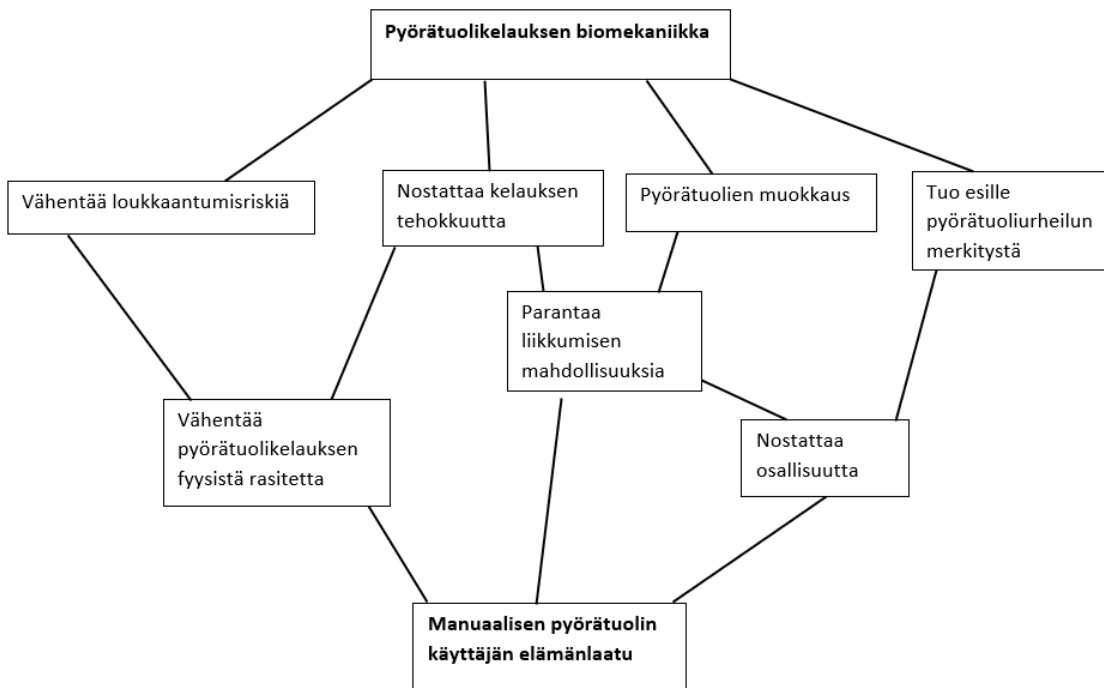 Pyörätuolikelauksen biomekaniikka
Vähentää loukkaantumisriskiä
Nostattaa kelauksen
tehokkuutta
Pyörätuolien muokkaus
Tuo esille
pyörätuoliurheilun
merkitystä
Parantaa
liikkumisen
mahdollisuuksia
Vähentää
pyörätuolikelauksen
fyysistä rasitetta
Nostattaa
osallisuutta
Manuaalisen pyörätuolin
käyttäjän elämänlaatu